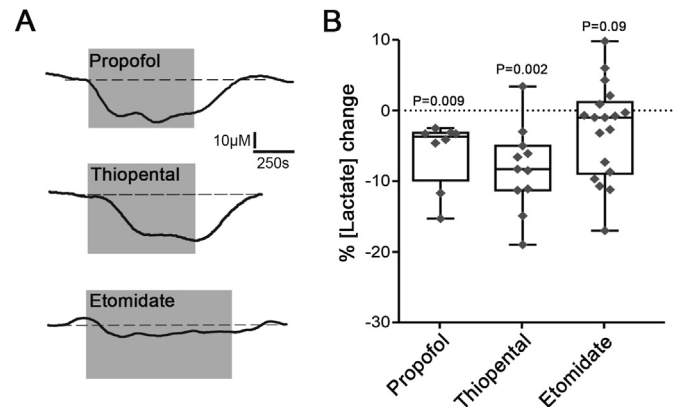 A
Propofol
10μM
250s
Thiopental
Etomidate
B
% [Lactate] change
10
0
-10
-20
-30
P=0.009
P=0.002
P=0.09
Propofol
Thiopental
Etomidate